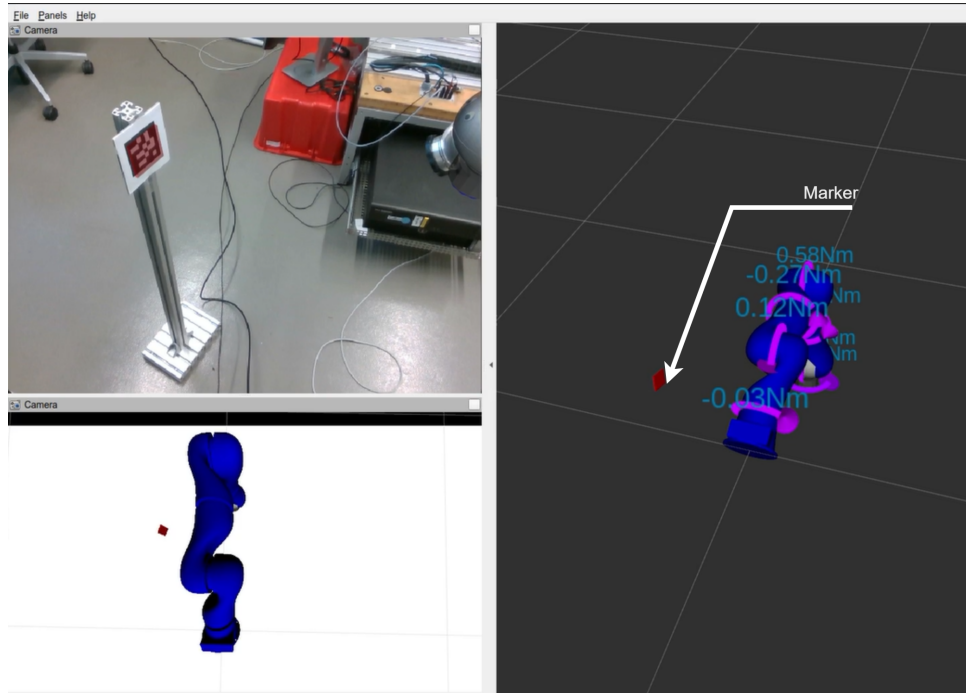 File Panels Help
Camera
Camera
Marker
0.58Nm
-0.27Nm
Nm
0.12Nm
Nm
Nm
-0.03Nm